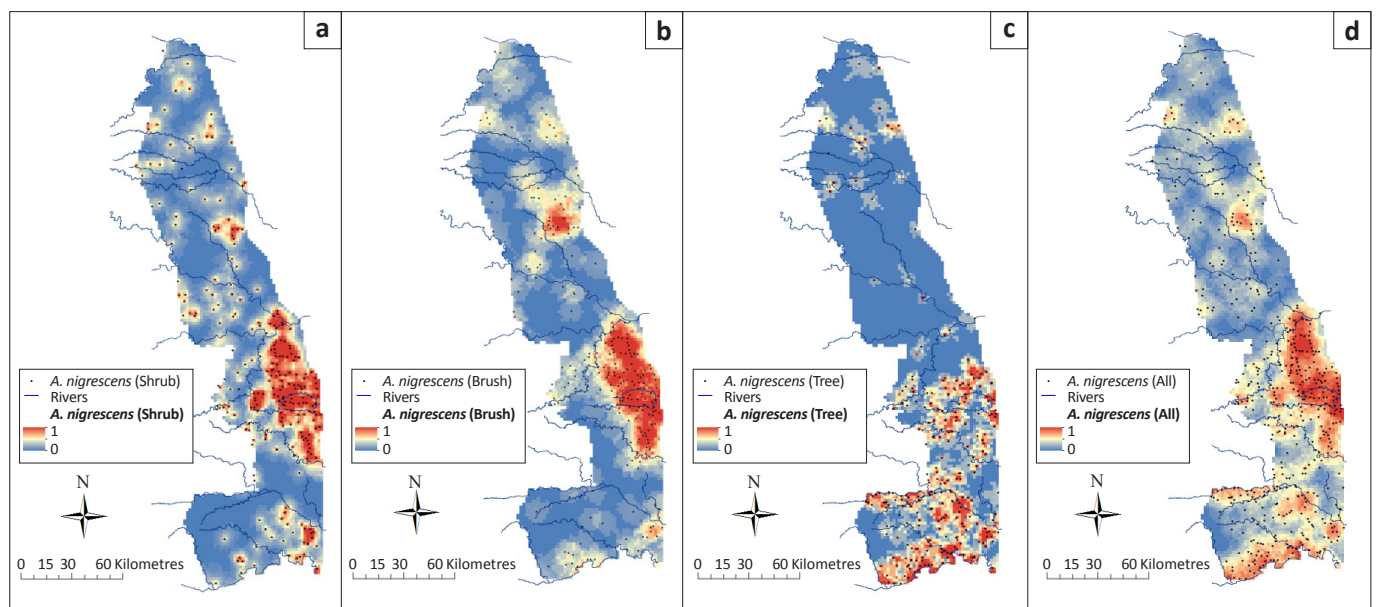 a
A. nigrescens (Shrub)
Rivers
A. nigrescens (Shrub)
1
0
N
0 15 30 60 Kilometres
b
A. nigrescens (Brush)
Rivers
A. nigrescens (Brush)
1
0
N
0 15 30 60 Kilometres
c
A. nigrescens (Tree)
Rivers
A. nigrescens (Tree)
1
0
N
0 15 30 60 Kilometres
d
A. nigrescens (All)
Rivers
A. nigrescens (All)
1
0
N
0 15 30 60 Kilometres